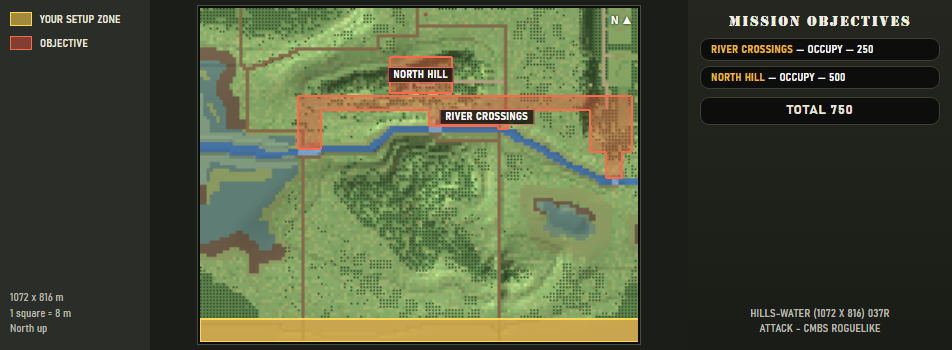 YOUR SETUP ZONE
OBJECTIVE
1072 x 816 m
1 square = 8 m
North up
N ▲
NORTH HILL
RIVER CROSSINGS
MISSION OBJECTIVES
RIVER CROSSINGS — OCCUPY — 250
NORTH HILL — OCCUPY — 500
TOTAL 750
HILLS-WATER (1072 X 816) 037R
ATTACK - CMBS ROGUELIKE